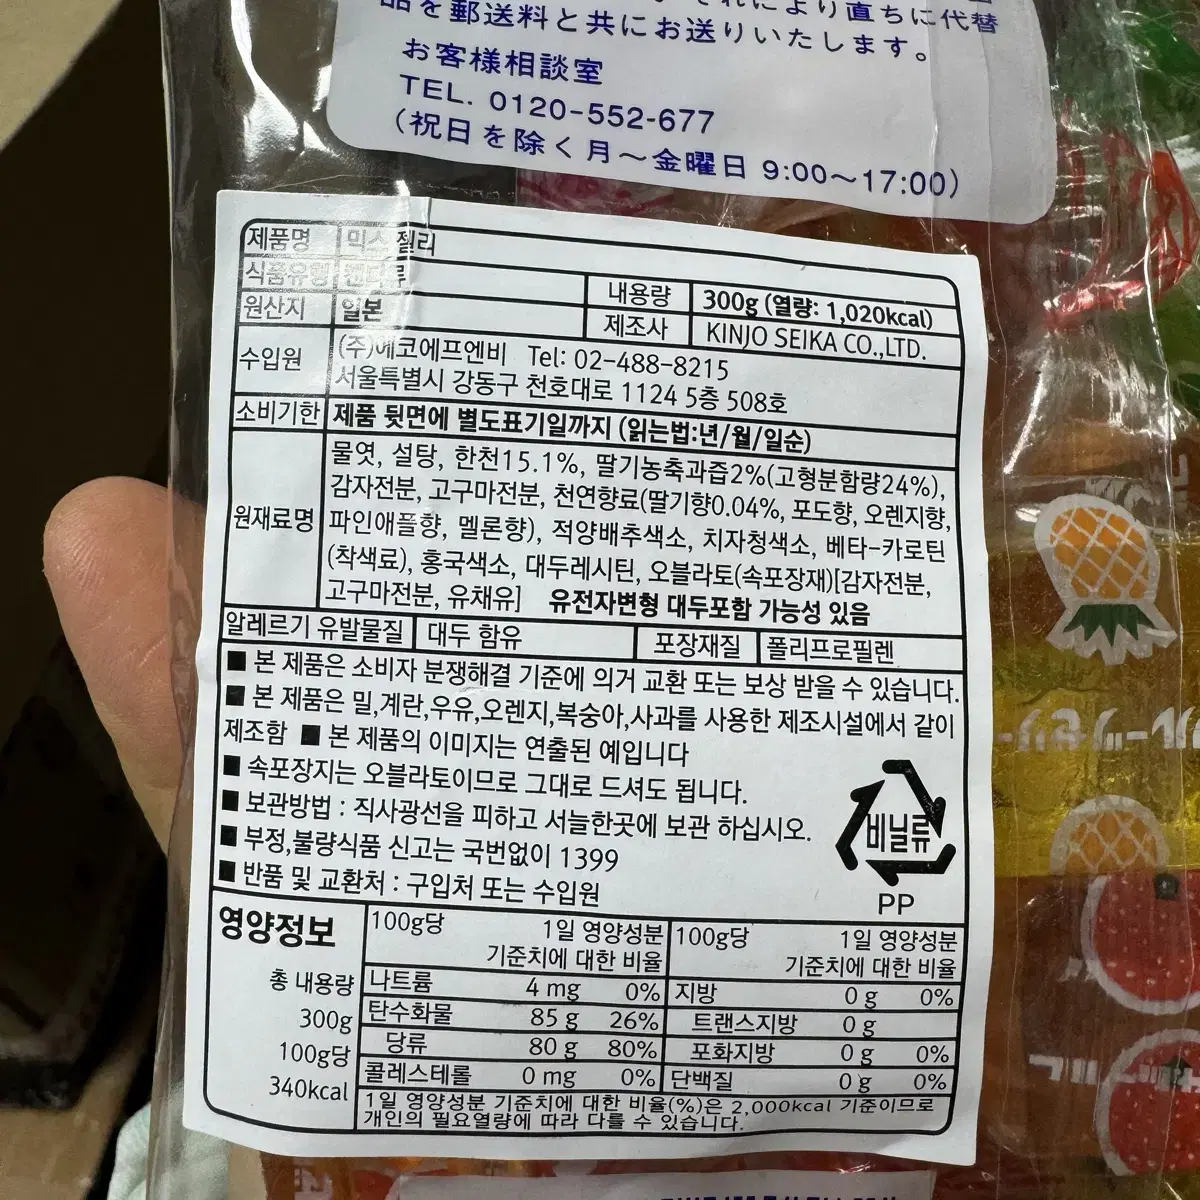 それにより直ちに代替
品を郵送料と共にお送りいたします。
お客様相談室
TEL. 0120-552-677
(祝日を除く月～金曜日 9:00～17:00)
제품명 믹스 젤리
식품유형 캔디류
원산지 일본
내용량 300g (열량: 1,020kcal)
제조사 KINJO SEIKA CO.,LTD.
수입원 (주)에코에프엔비 Tel: 02-488-8215
서울특별시 강동구 천호대로 1124 5층 508호
소비기한 제품 뒷면에 별도표기일까지 (읽는법:년/월/일순)
원재료명 물엿, 설탕, 한천15.1%, 딸기농축과즙2%(고형분함량24%),
감자전분, 고구마전분, 천연향료(딸기향0.04%, 포도향, 오렌지향,
파인애플향, 멜론향), 적양배추색소, 치자청색소, 베타-카로틴
(착색료), 홍국색소, 대두레시틴, 오블라토(속포장재)[감자전분,
고구마전분, 유채유] 유전자변형 대두포함 가능성 있음
알레르기 유발물질 대두 함유 포장재질 폴리프로필렌
■ 본 제품은 소비자 분쟁해결 기준에 의거 교환 또는 보상 받을 수 있습니다.
■ 본 제품은 밀,계란,우유,오렌지,복숭아,사과를 사용한 제조시설에서 같이
제조함 ■ 본 제품의 이미지는 연출된 예입니다
■ 속포장지는 오블라토이므로 그대로 드셔도 됩니다.
■ 보관방법 : 직사광선을 피하고 서늘한곳에 보관 하십시오.
■ 부정,불량식품 신고는 국번없이 1399
■ 반품 및 교환처 : 구입처 또는 수입원
비닐류
PP
영양정보
총 내용량
300g
100g당
340kcal
100g당 1일 영양성분
기준치에 대한 비율
나트륨 4 mg 0%
탄수화물 85 g 26%
당류 80 g 80%
콜레스테롤 0 mg 0%
100g당 1일 영양성분
기준치에 대한 비율
지방 0 g 0%
트랜스지방 0 g
포화지방 0 g 0%
단백질 0 g 0%
1일 영양성분 기준치에 대한 비율(%)은 2,000kcal 기준이므로
개인의 필요열량에 따라 다를 수 있습니다.